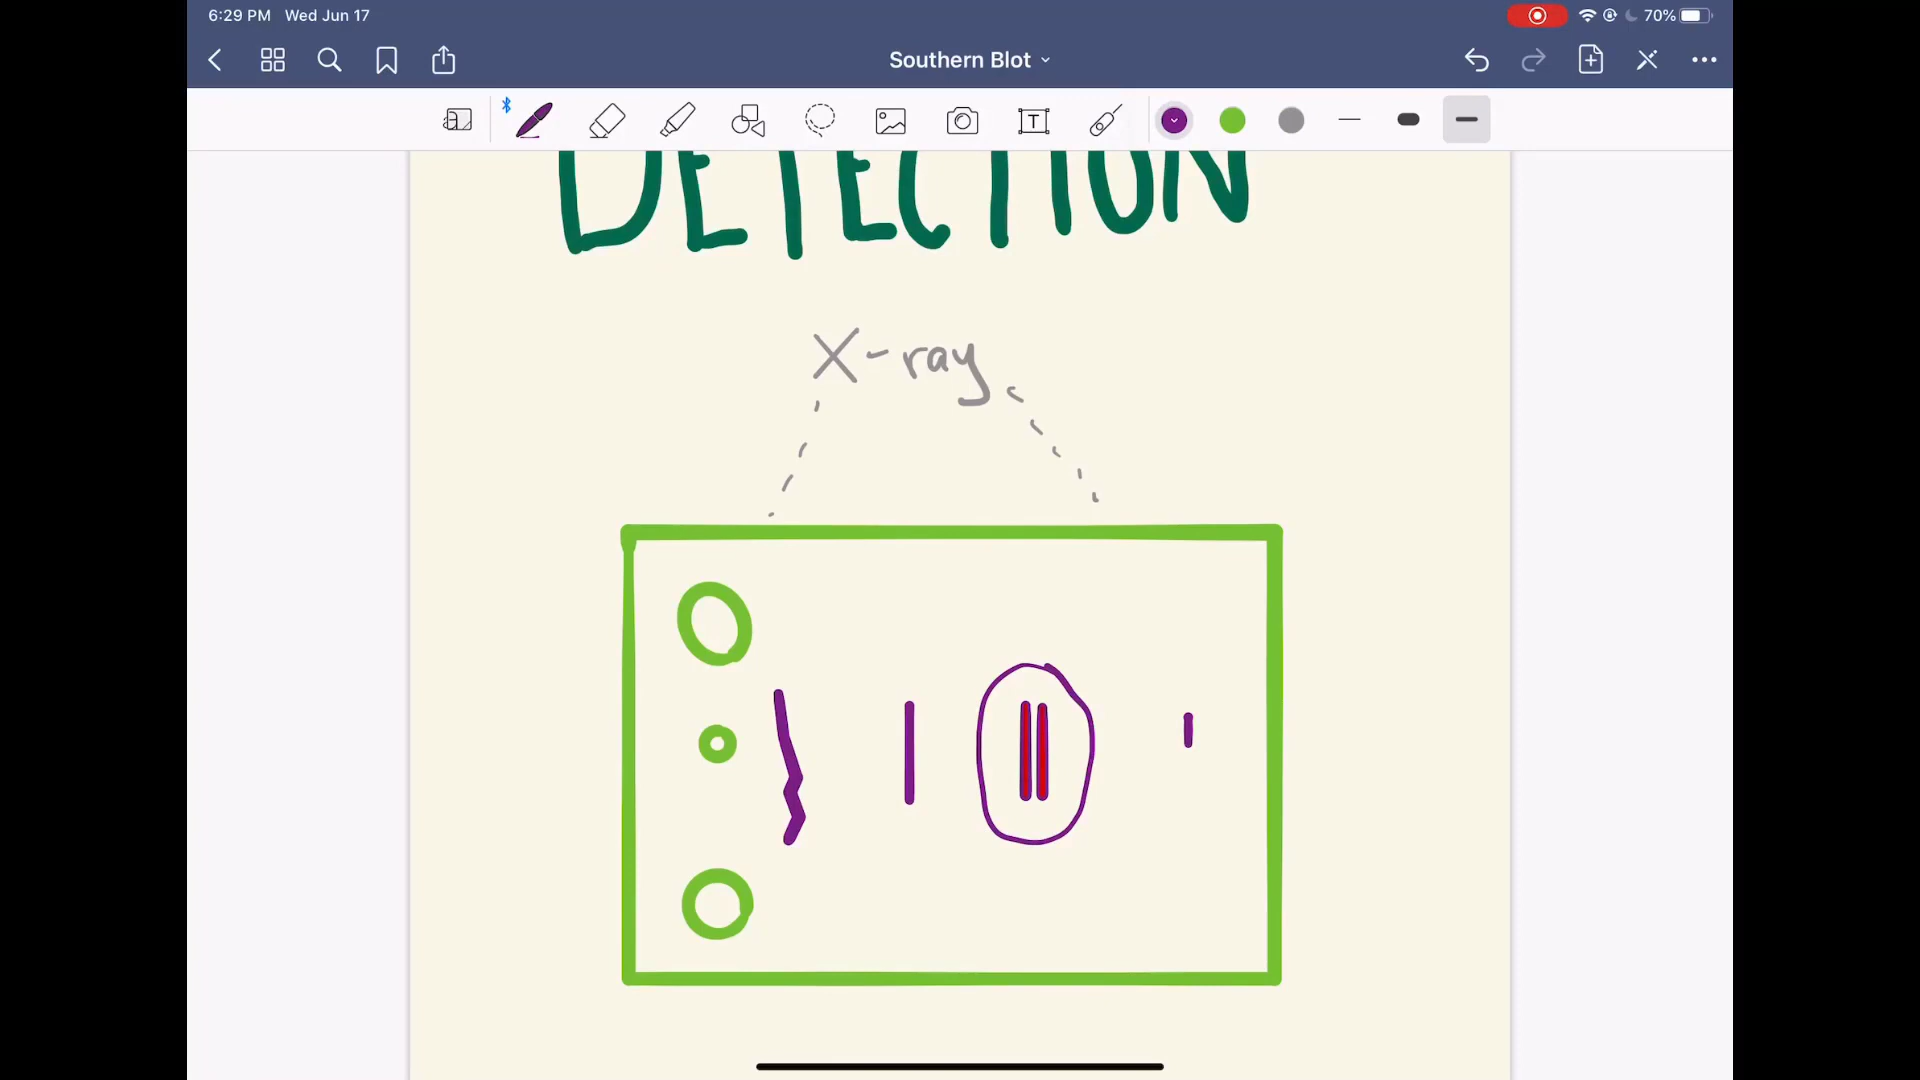 6:29 PM Wed Jun 17
70%
Southern Blot
a
T
DETECTION
X-ray